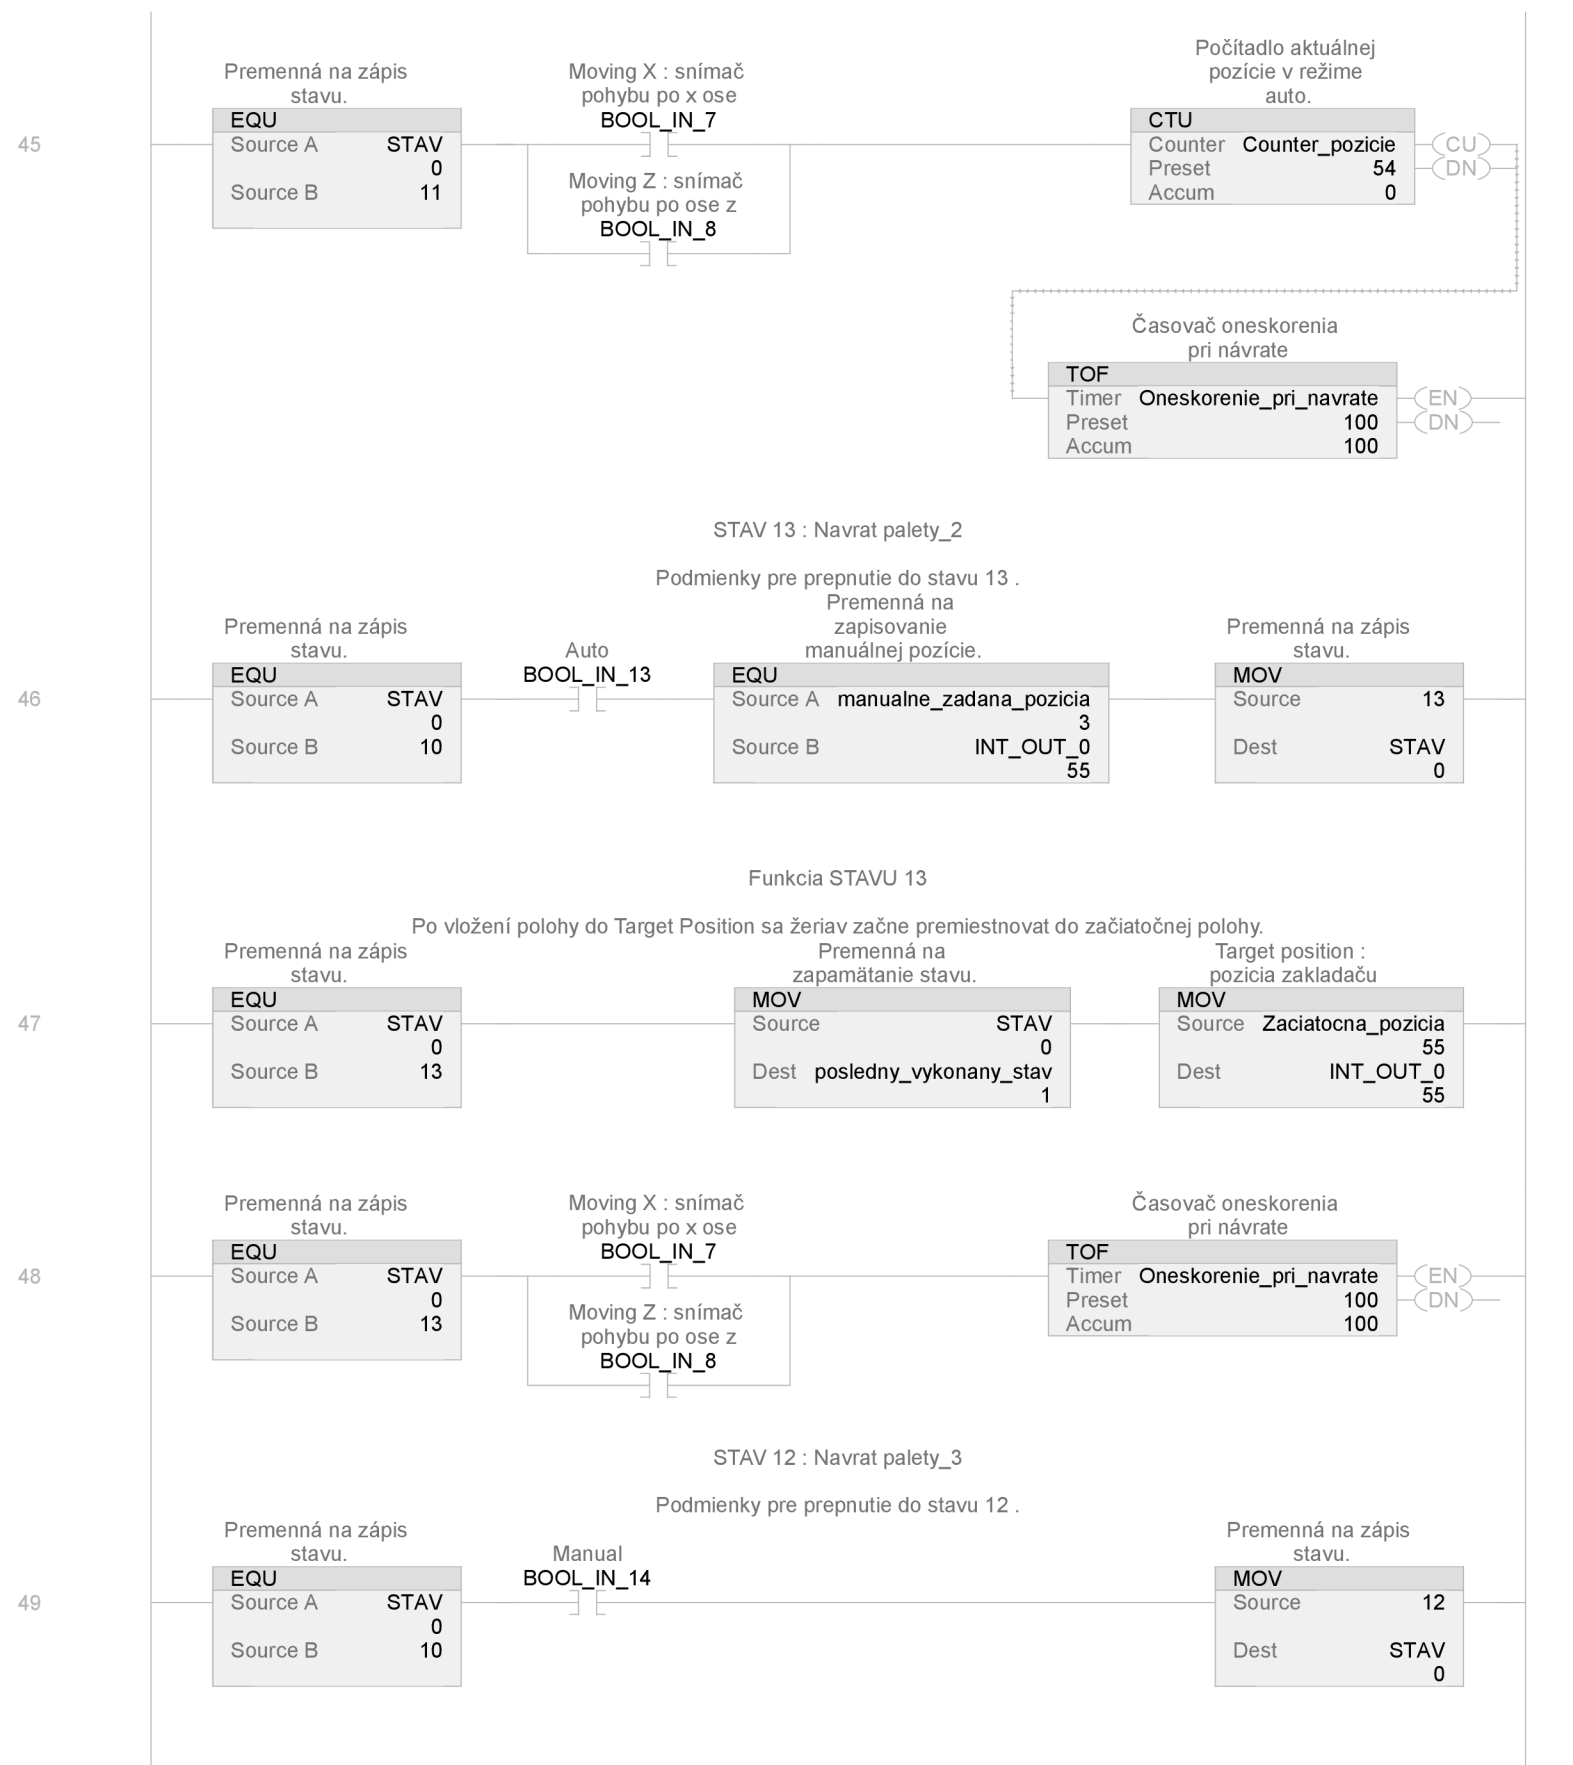 45
Premenná na zápis
stavu.
EQU
Source A STAV
0
Source B 11
Moving X : snímač
pohybu po x ose
BOOL_IN_7
Moving Z : snímač
pohybu po ose z
BOOL_IN_8
Počítadlo aktuálnej
pozície v režime
auto.
CTU
Counter Counter_pozicie
Preset 54
Accum 0
CU
DN
Časovač oneskorenia
pri návrate
TOF
Timer Oneskorenie_pri_navrate
Preset 100
Accum 100
EN
DN
STAV 13 : Navrat palety_2
Podmienky pre prepnutie do stavu 13 .
46
Premenná na zápis
stavu.
EQU
Source A STAV
0
Source B 10
Auto
BOOL_IN_13
Premenná na
zapisovanie
manuálnej pozície.
EQU
Source A manualne_zadana_pozicia
3
Source B INT_OUT_0
55
Premenná na zápis
stavu.
MOV
Source 13
Dest STAV
0
Funkcia STAVU 13
Po vložení polohy do Target Position sa žeriav začne premiestnovat do začiatočnej polohy.
47
Premenná na zápis
stavu.
EQU
Source A STAV
0
Source B 13
Premenná na
zapamätanie stavu.
MOV
Source STAV
0
Dest posledny_vykonany_stav
1
Target position :
pozicia zakladaču
MOV
Source Zaciatocna_pozicia
55
Dest INT_OUT_0
55
48
Premenná na zápis
stavu.
EQU
Source A STAV
0
Source B 13
Moving X : snímač
pohybu po x ose
BOOL_IN_7
Moving Z : snímač
pohybu po ose z
BOOL_IN_8
Časovač oneskorenia
pri návrate
TOF
Timer Oneskorenie_pri_navrate
Preset 100
Accum 100
EN
DN
STAV 12 : Navrat palety_3
Podmienky pre prepnutie do stavu 12 .
49
Premenná na zápis
stavu.
EQU
Source A STAV
0
Source B 10
Manual
BOOL_IN_14
Premenná na zápis
stavu.
MOV
Source 12
Dest STAV
0